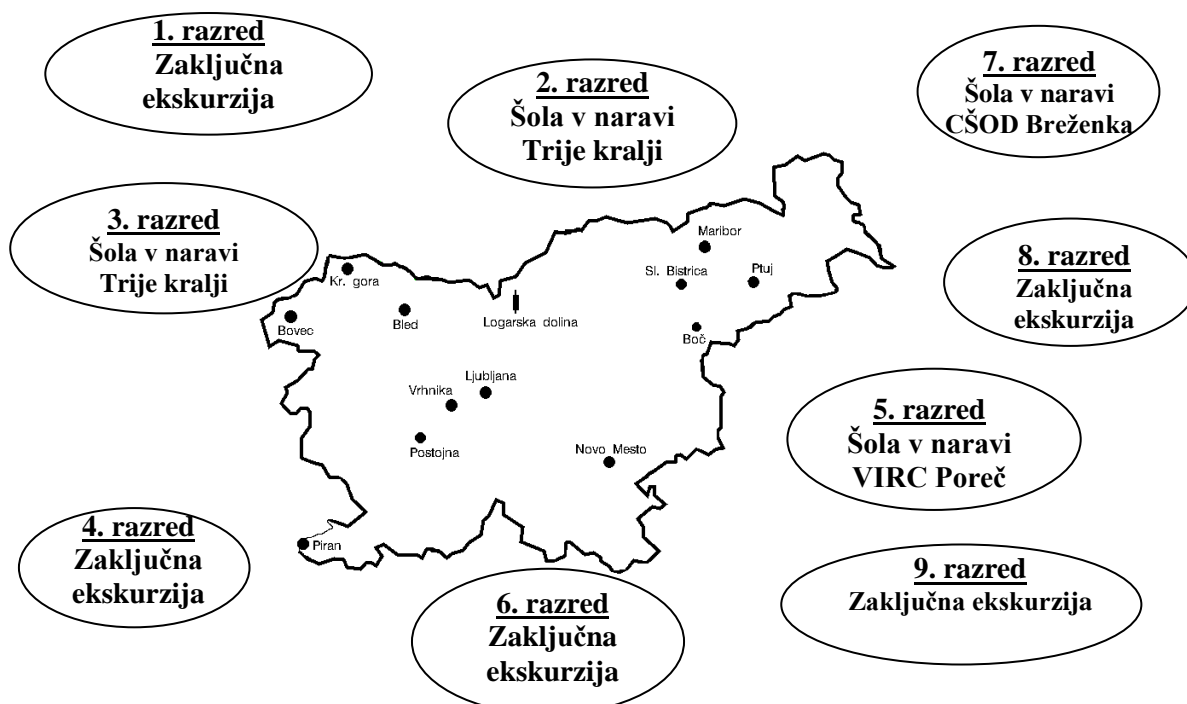 1. razred
Zaključna
ekskurzija
2. razred
Šola v naravi
Trije kralji
7. razred
Šola v naravi
CŠOD Breženka
3. razred
Šola v naravi
Trije kralji
8. razred
Zaključna
ekskurzija
Maribor
Sl. Bistrica
Ptuj
Kr. gora
Bovec
Bled
Logarska dolina
Boč
Ljubljana
Vrhnika
Postojna
Novo Mesto
Piran
5. razred
Šola v naravi
VIRC Poreč
4. razred
Zaključna
ekskurzija
6. razred
Zaključna
ekskurzija
9. razred
Zaključna ekskurzija